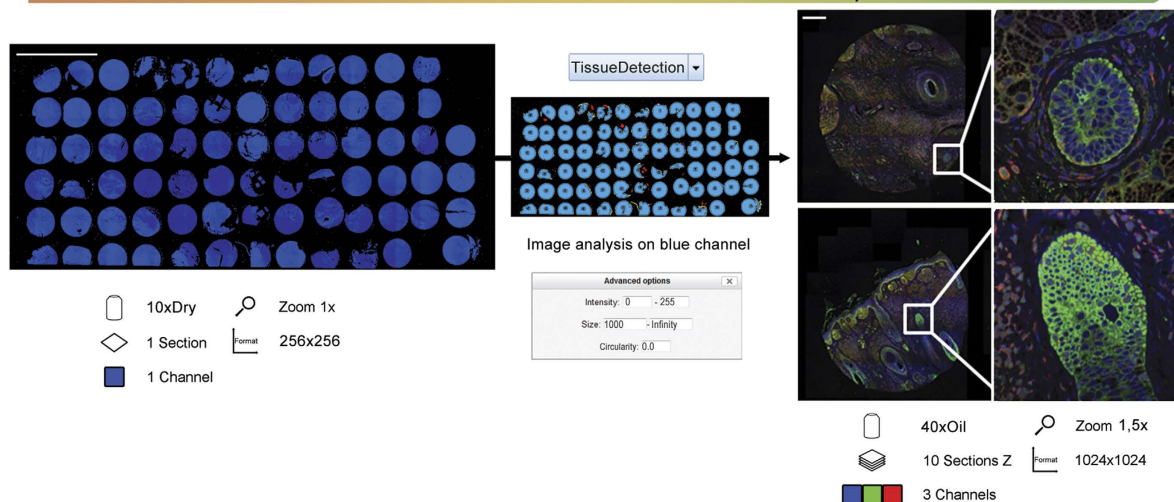 TissueDetection
Image analysis on blue channel
Advanced options
Intensity: 0 - 255
Size: 1000 - Infinity
Circularity: 0.0
10xDry
Zoom 1x
1 Section
Format
256x256
1 Channel
40xOil
Zoom 1,5x
10 Sections Z
Format
1024x1024
3 Channels